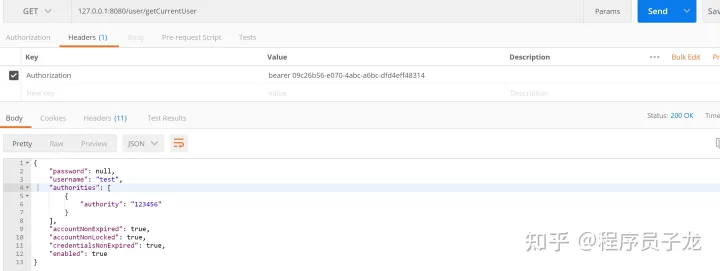 GET 127.0.0.1:8080/user/getCurrentUser Params Send Sav
Authorization Headers (1) Body Pre-request Script Tests
Key Value Description ••• Bulk Edit Pr
Authorization bearer 09c26b56-e070-4abc-a6bc-dfd4eff48314
New key Value Description
Body Cookies Headers (11) Test Results Status: 200 OK Time
Pretty Raw Preview JSON
1 {
2 "password": null,
3 "username": "test",
4 "authorities": [
5 {
6 "authority": "123456"
7 }
8 ],
9 "accountNonExpired": true,
10 "accountNonLocked": true,
11 "credentialsNonExpired": true,
12 "enabled": true
13 }
知乎 @程序员子龙